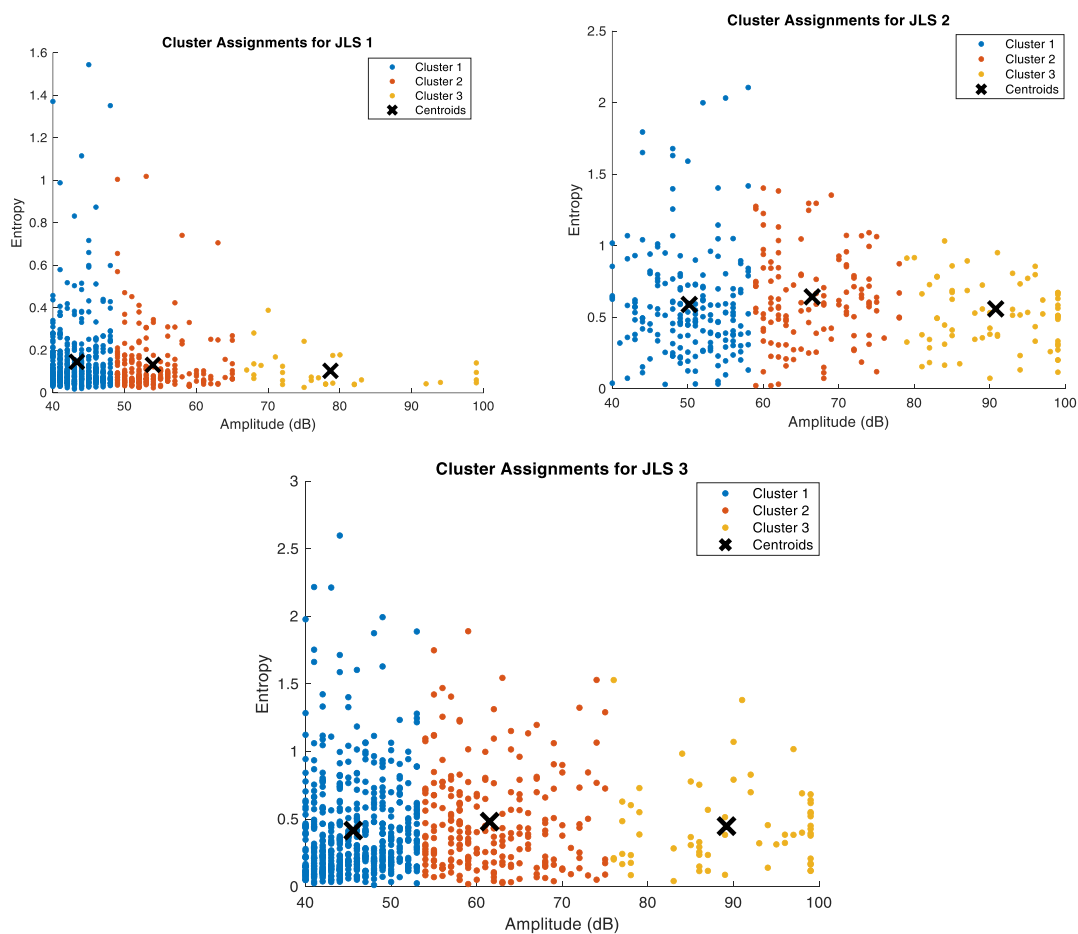 Cluster Assignments for JLS 1
Cluster 1
Cluster 2
Cluster 3
Centroids
1.6
1.4
1.2
1
0.8
0.6
0.4
0.2
0
Entropy
40 50 60 70 80 90 100
Amplitude (dB)
Cluster Assignments for JLS 2
Cluster 1
Cluster 2
Cluster 3
Centroids
2.5
2
1.5
1
0.5
0
Entropy
40 50 60 70 80 90 100
Amplitude (dB)
Cluster Assignments for JLS 3
Cluster 1
Cluster 2
Cluster 3
Centroids
3
2.5
2
1.5
1
0.5
0
Entropy
40 50 60 70 80 90 100
Amplitude (dB)